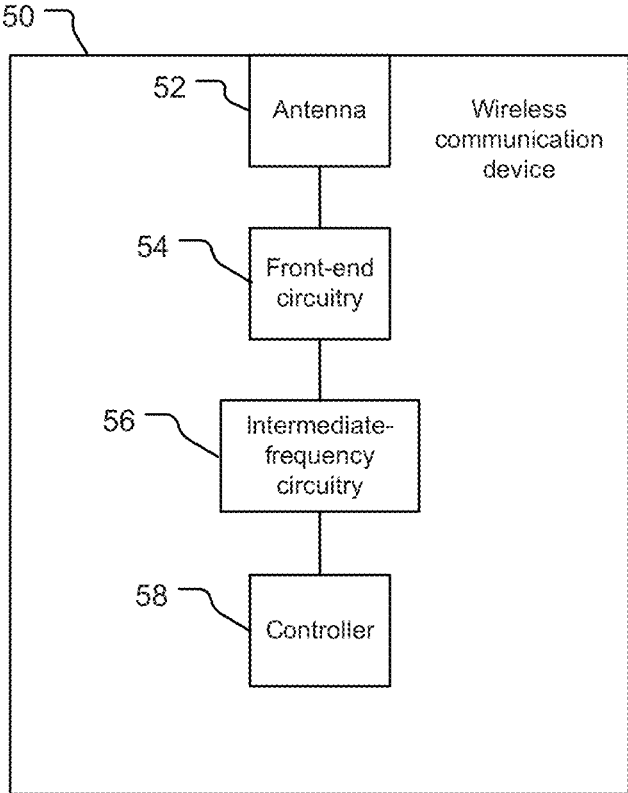 50
52
Antenna
Wireless
communication
device
54
Front-end
circuitry
56
Intermediate-
frequency
circuitry
58
Controller